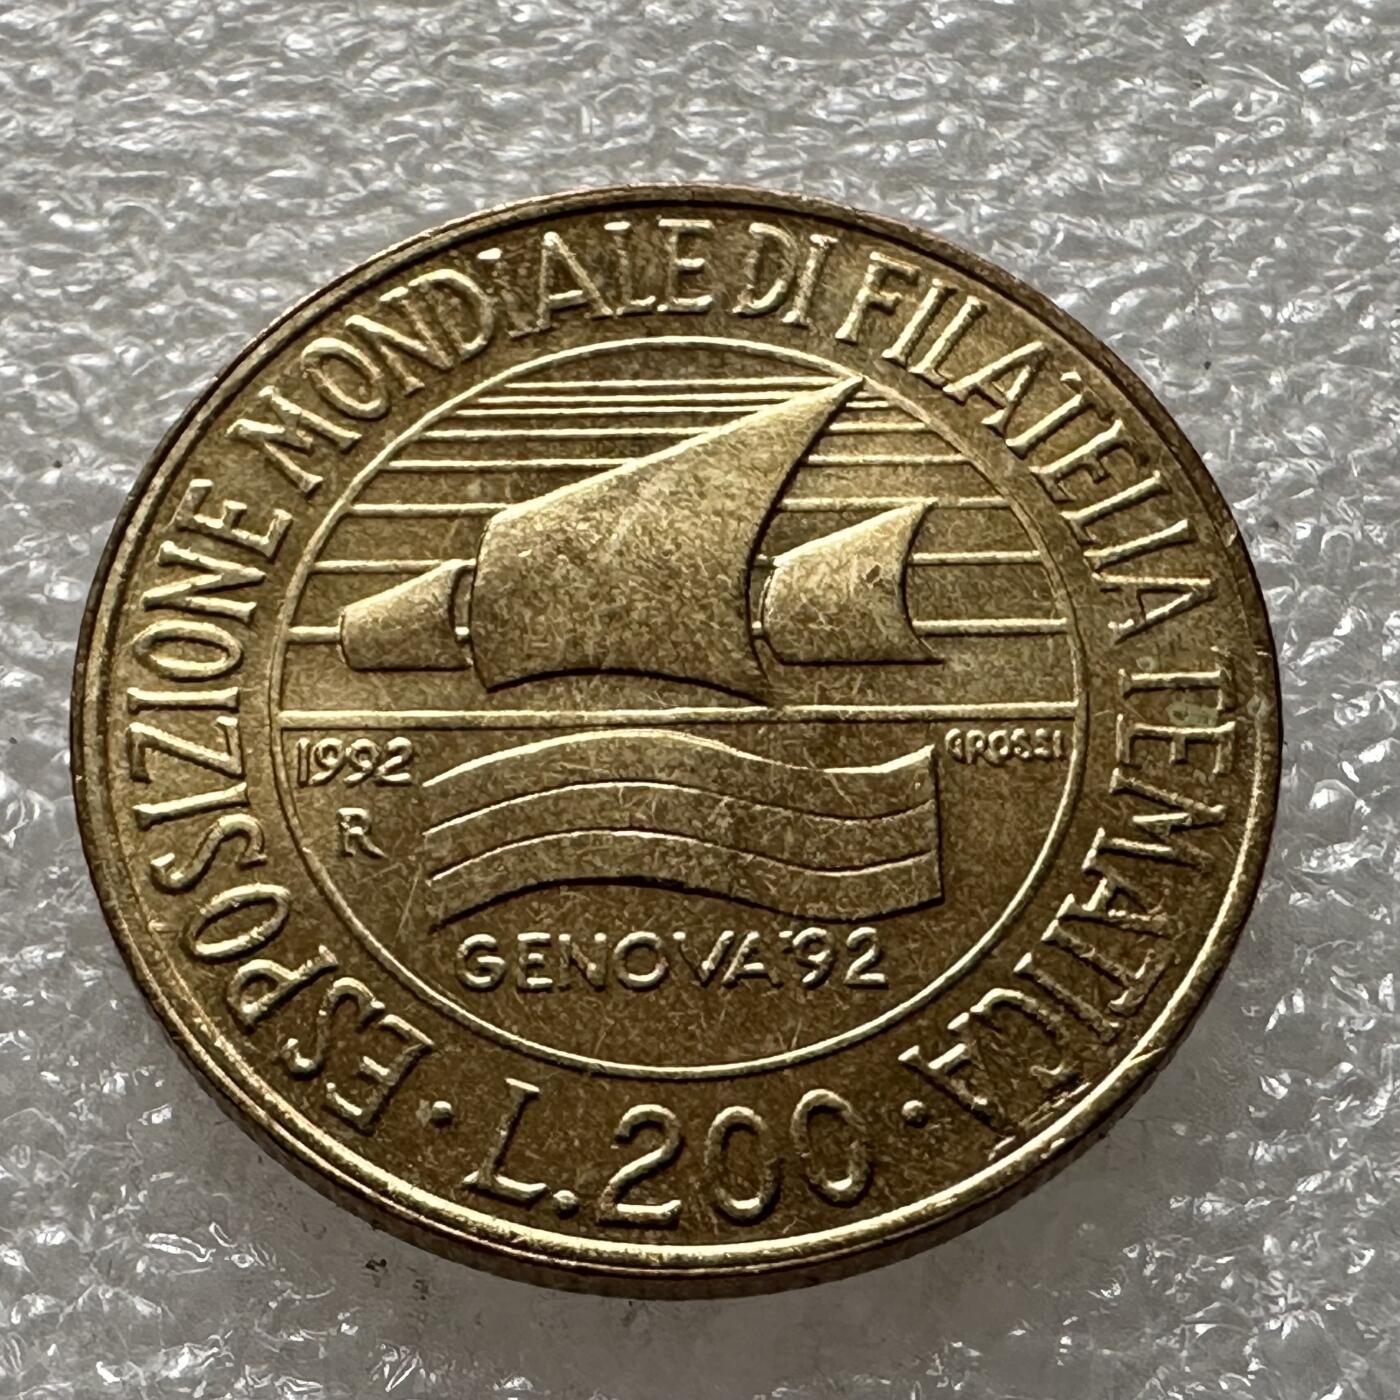 ESPOSIZIONE MONDIALE DI FILATELIA TEMATICA
1992
GROSSI
R
GENOVA '92
· L. 200 ·